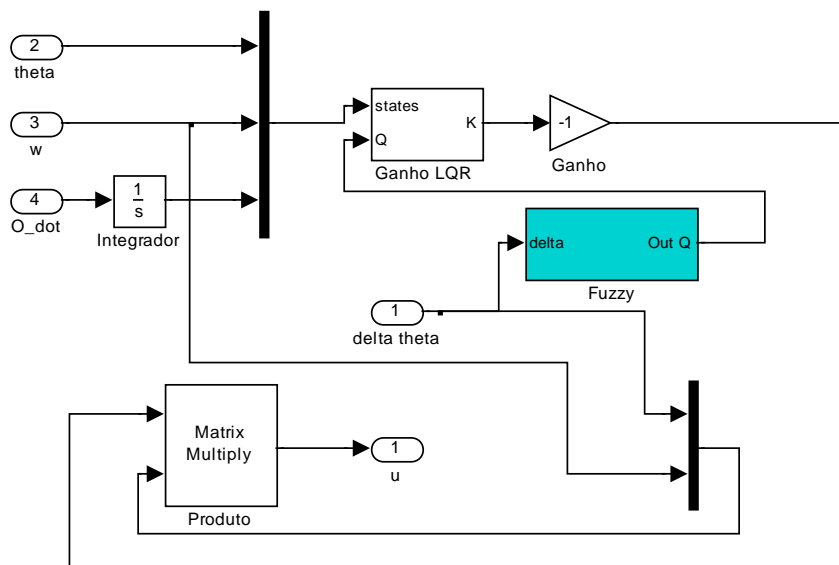 2
theta
3
w
4
O_dot
1
s
Integrador
states
Q
K
Ganho LQR
-1
Ganho
delta
Out Q
Fuzzy
1
delta theta
Matrix
Multiply
Produto
1
u